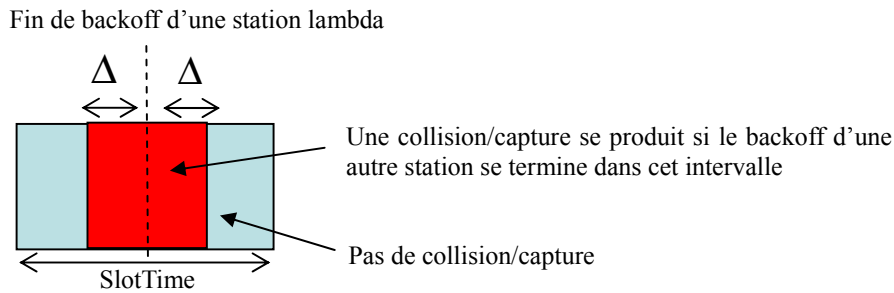 Fin de backoff d'une station lambda
Δ Δ
Une collision/capture se produit si le backoff d'une
autre station se termine dans cet intervalle
Pas de collision/capture
SlotTime